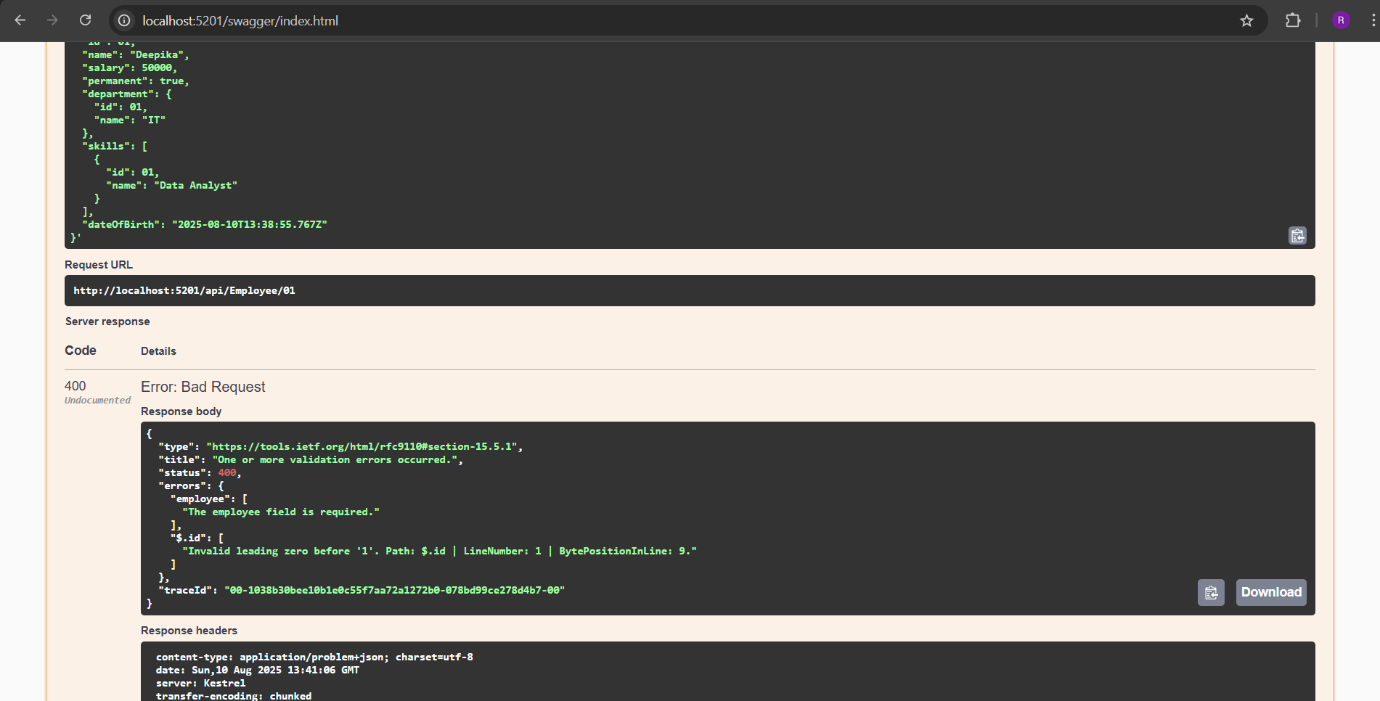 localhost:5201/swagger/index.html
R
"id": 01,
"name": "Deepika",
"salary": 50000,
"permanent": true,
"department": {
"id": 01,
"name": "IT"
},
"skills": [
{
"id": 01,
"name": "Data Analyst"
}
],
"dateOfBirth": "2025-08-10T13:38:55.767Z"
}'
Request URL
http://localhost:5201/api/Employee/01
Server response
Code Details
400 Error: Bad Request
Undocumented
Response body
{
"type": "https://tools.ietf.org/html/rfc9110#section-15.5.1",
"title": "One or more validation errors occurred.",
"status": 400,
"errors": {
"employee": [
"The employee field is required."
],
"$.id": [
"Invalid leading zero before '1'. Path: $.id | LineNumber: 1 | BytePositionInLine: 9."
]
},
"traceId": "00-1038b30bee10b1e0c55f7aa72a1272b0-078bd99ce278d4b7-00"
}
Download
Response headers
content-type: application/problem+json; charset=utf-8
date: Sun,10 Aug 2025 13:41:06 GMT
server: Kestrel
transfer-encoding: chunked